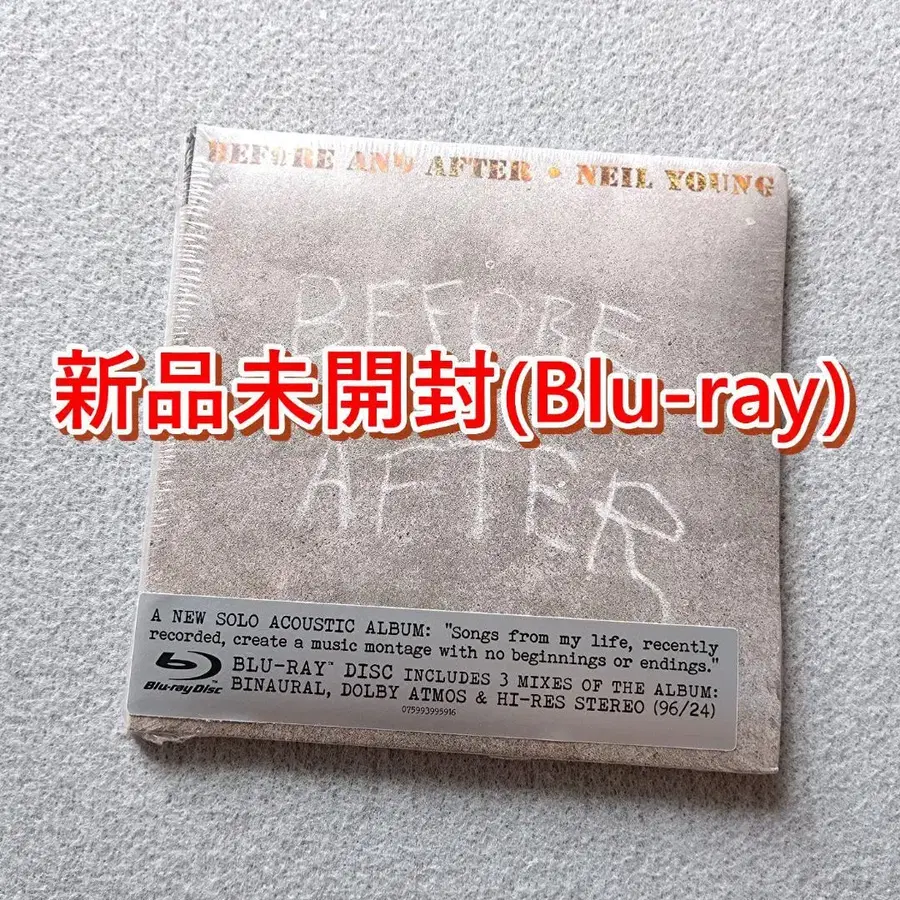 BEFORE AND AFTER • NEIL YOUNG
BEFORE
新品未開封(Blu-ray)
AFTER
A NEW SOLO ACOUSTIC ALBUM: "Songs from my life, recently
recorded, create a music montage with no beginnings or endings."
Blu-ray Disc
BLU-RAY™ DISC INCLUDES 3 MIXES OF THE ALBUM:
BINAURAL, DOLBY ATMOS & HI-RES STEREO (96/24)
075993995916